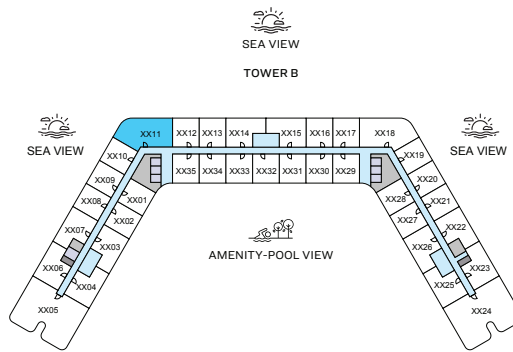 SEA VIEW
TOWER B
SEA VIEW
SEA VIEW
XX11 XX12 XX13 XX14 XX15 XX16 XX17 XX18
XX10 XX35 XX34 XX33 XX32 XX31 XX30 XX29 XX19
XX09 XX01 XX28 XX20
XX08 XX02 XX27 XX21
XX07 XX03 XX26 XX22
XX06 XX04 XX25 XX23
XX05 XX24
AMENITY-POOL VIEW